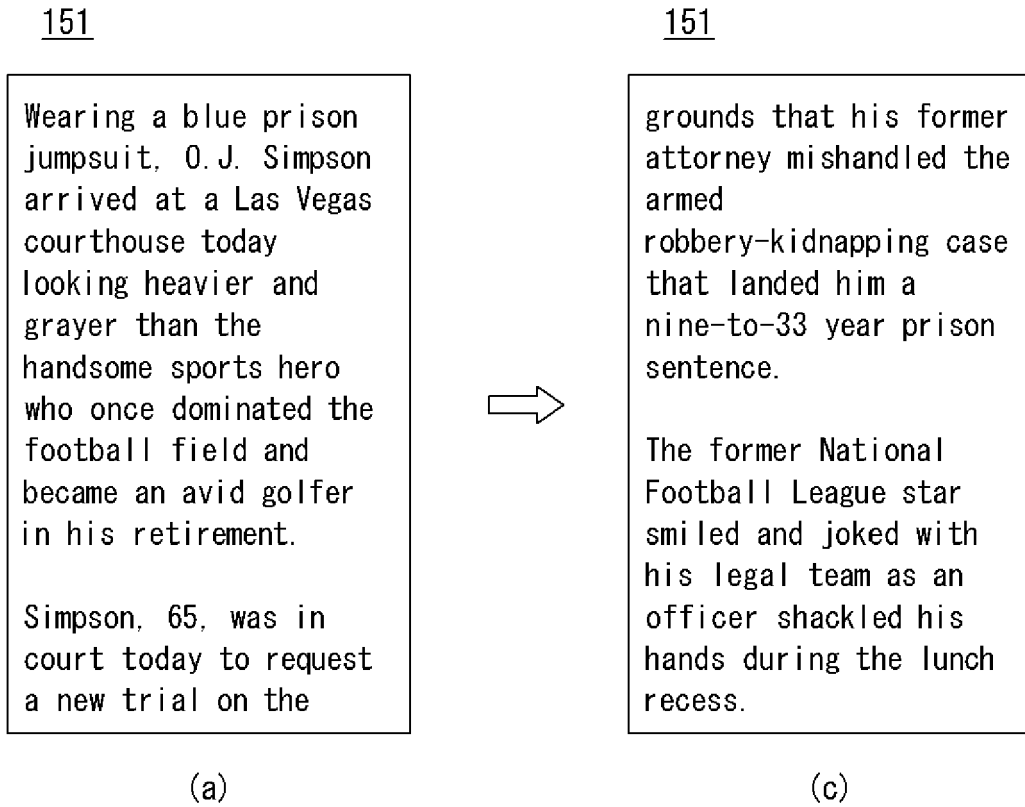 151
Wearing a blue prison
jumpsuit, O.J. Simpson
arrived at a Las Vegas
courthouse today
looking heavier and
grayer than the
handsome sports hero
who once dominated the
football field and
became an avid golfer
in his retirement.
Simpson, 65, was in
court today to request
a new trial on the
(a)
151
grounds that his former
attorney mishandled the
armed
robbery-kidnapping case
that landed him a
nine-to-33 year prison
sentence.
The former National
Football League star
smiled and joked with
his legal team as an
officer shackled his
hands during the lunch
recess.
(c)